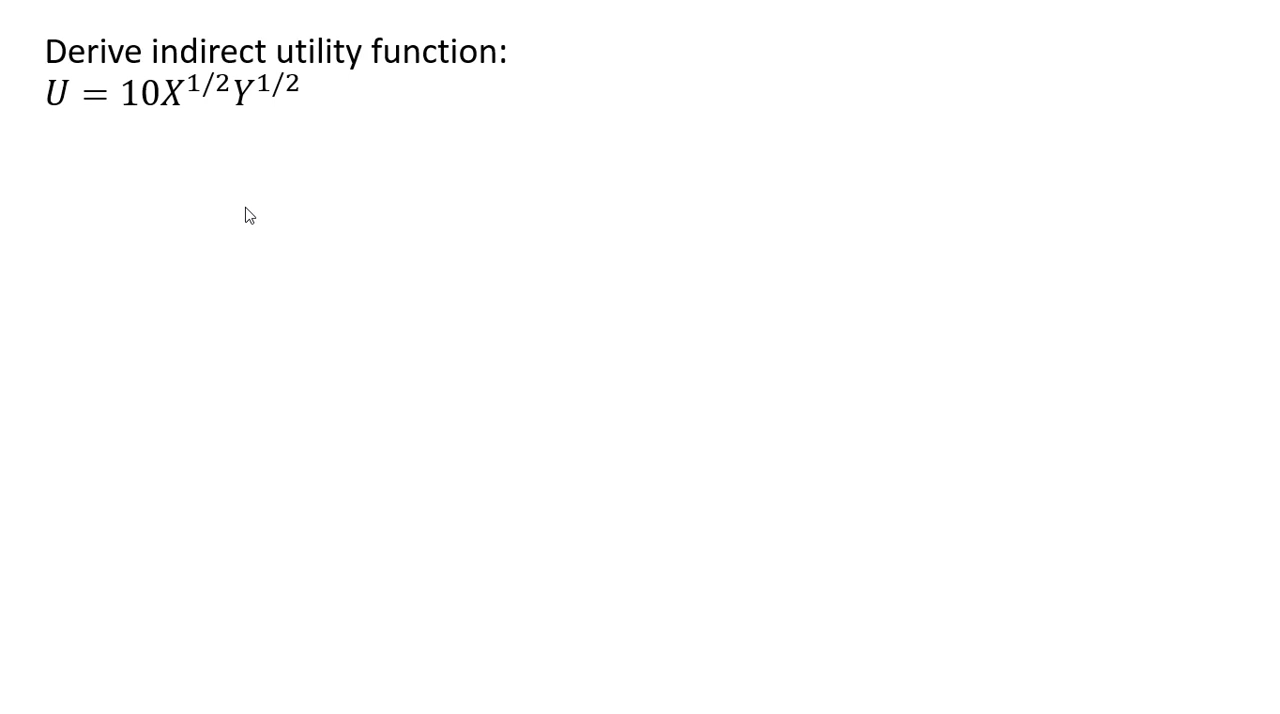 Derive indirect utility function:
𝑈 = 10𝑋^{1/2}𝑌^{1/2}